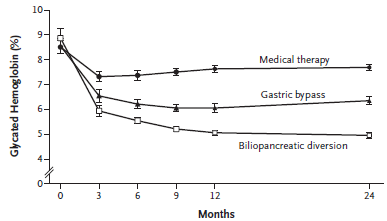 Glycated Hemoglobin (%)
10
9
8
7
6
5
4
0
Medical therapy
Gastric bypass
Biliopancreatic diversion
0 3 6 9 12 24
Months